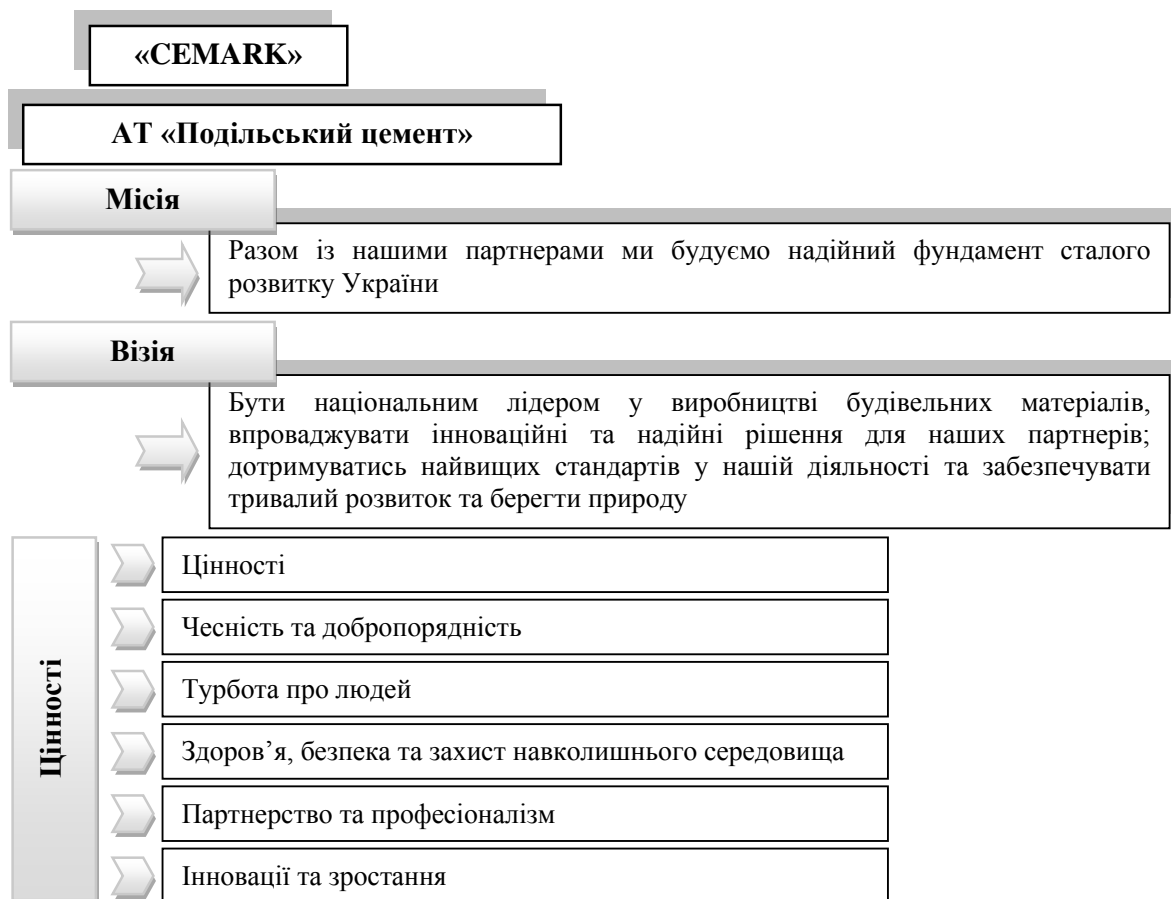 «CEMARK»
АТ «Подільський цемент»
Місія
Разом із нашими партнерами ми будуємо надійний фундамент сталого
розвитку України
Візія
Бути національним лідером у виробництві будівельних матеріалів,
впроваджувати інноваційні та надійні рішення для наших партнерів;
дотримуватись найвищих стандартів у нашій діяльності та забезпечувати
тривалий розвиток та берегти природу
Цінності
Цінності
Чесність та добропорядність
Турбота про людей
Здоров’я, безпека та захист навколишнього середовища
Партнерство та професіоналізм
Інновації та зростання